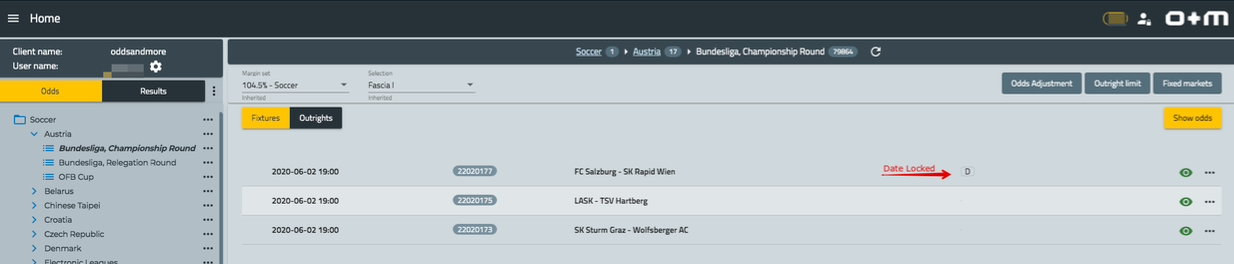 Home
O+M
Client name: oddsandmore
User name:
Soccer 1 Austria 17 Bundesliga, Championship Round 79864
Odds Results
Margin set
104.5% - Soccer
Inherited
Selection
Fascia I
Inherited
Odds Adjustment Outright limit Fixed markets
Fixtures Outrights Show odds
Soccer
Austria
Bundesliga, Championship Round
Bundesliga, Relegation Round
OFB Cup
Belarus
Chinese Taipei
Croatia
Czech Republic
Denmark
Electronic Leagues
2020-06-02 19:00 22020177 FC Salzburg - SK Rapid Wien Date Locked D
2020-06-02 19:00 22020175 LASK - TSV Hartberg -
2020-06-02 19:00 22020173 SK Sturm Graz - Wolfsberger AC -